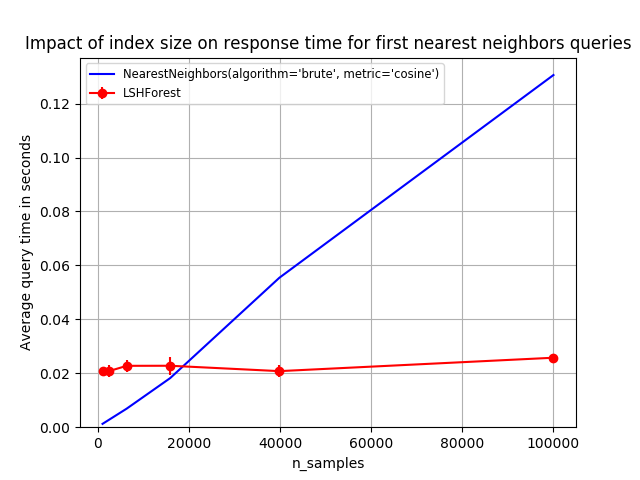 Impact of index size on response time for first nearest neighbors queries
NearestNeighbors(algorithm='brute', metric='cosine')
LSHForest
Average query time in seconds
0.12
0.10
0.08
0.06
0.04
0.02
0.00
0 20000 40000 60000 80000 100000
n_samples